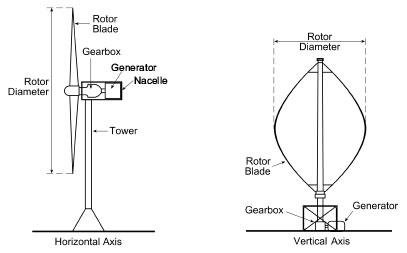 Rotor
Blade
Gearbox
Generator
Nacelle
Rotor
Diameter
Tower
Horizontal Axis
Rotor
Diameter
Rotor
Blade
Gearbox
Generator
Vertical Axis